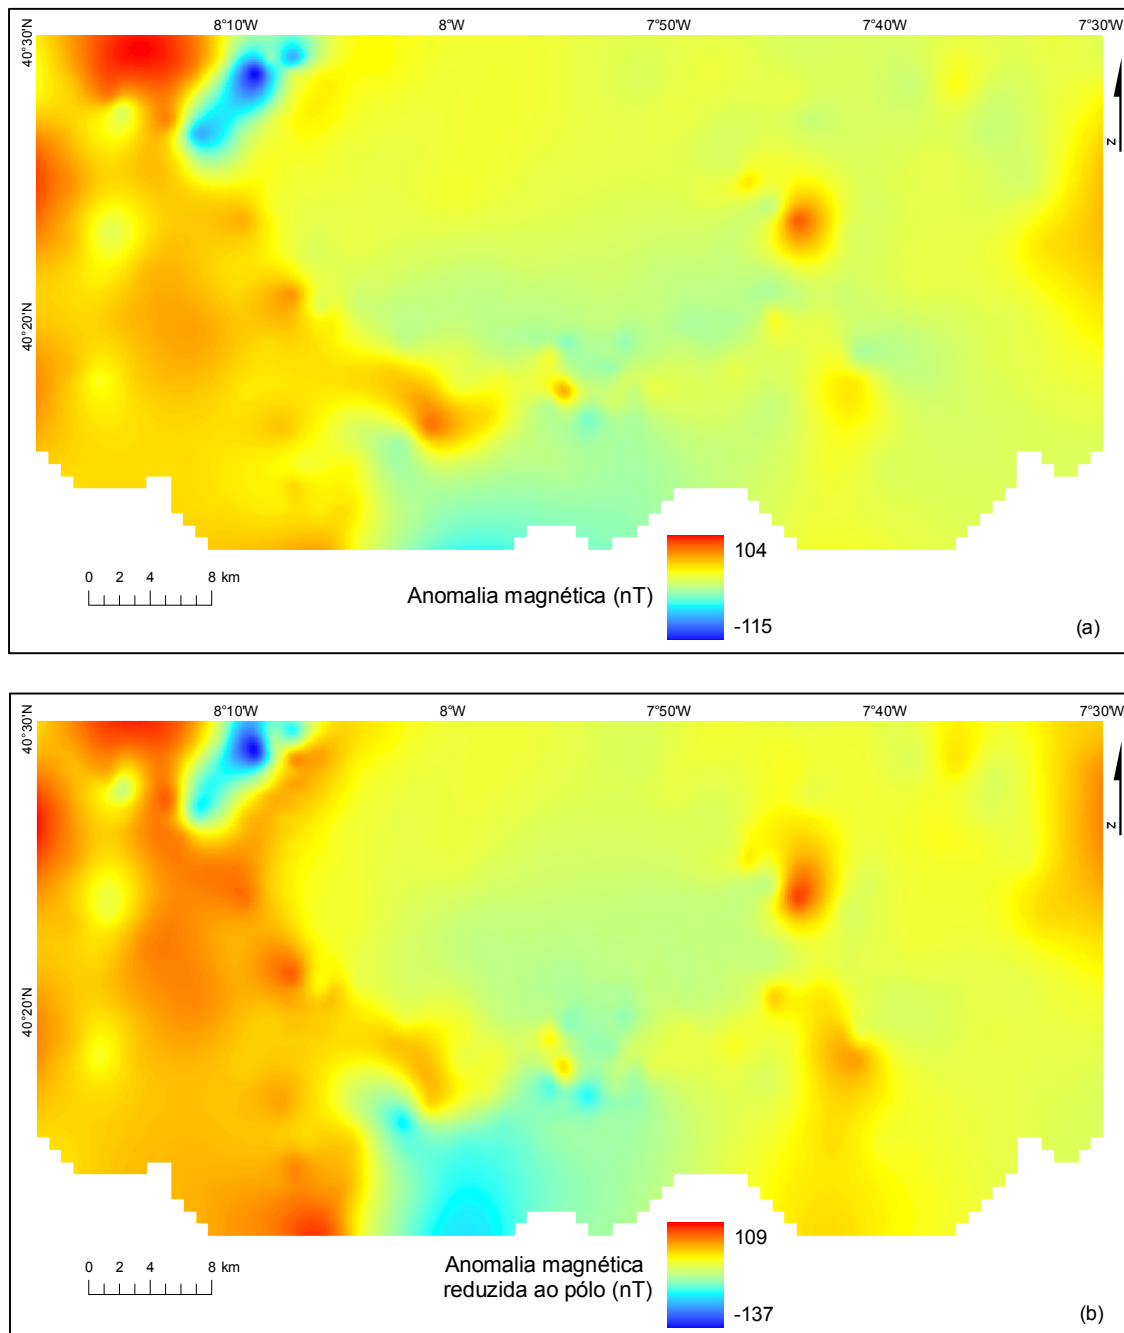 8°10'W 8°W 7°50'W 7°40'W 7°30'W
40°30'N
z
40°20'N
104
0 2 4 8 km
Anomalia magnética (nT)
-115
(a)
8°10'W 8°W 7°50'W 7°40'W 7°30'W
40°30'N
z
40°20'N
109
Anomalia magnética
0 2 4 8 km
reduzida ao pólo (nT)
-137
(b)